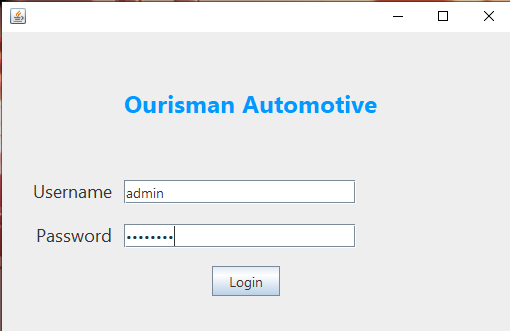 Ourisman Automotive
Username admin
Password ••••••••
Login